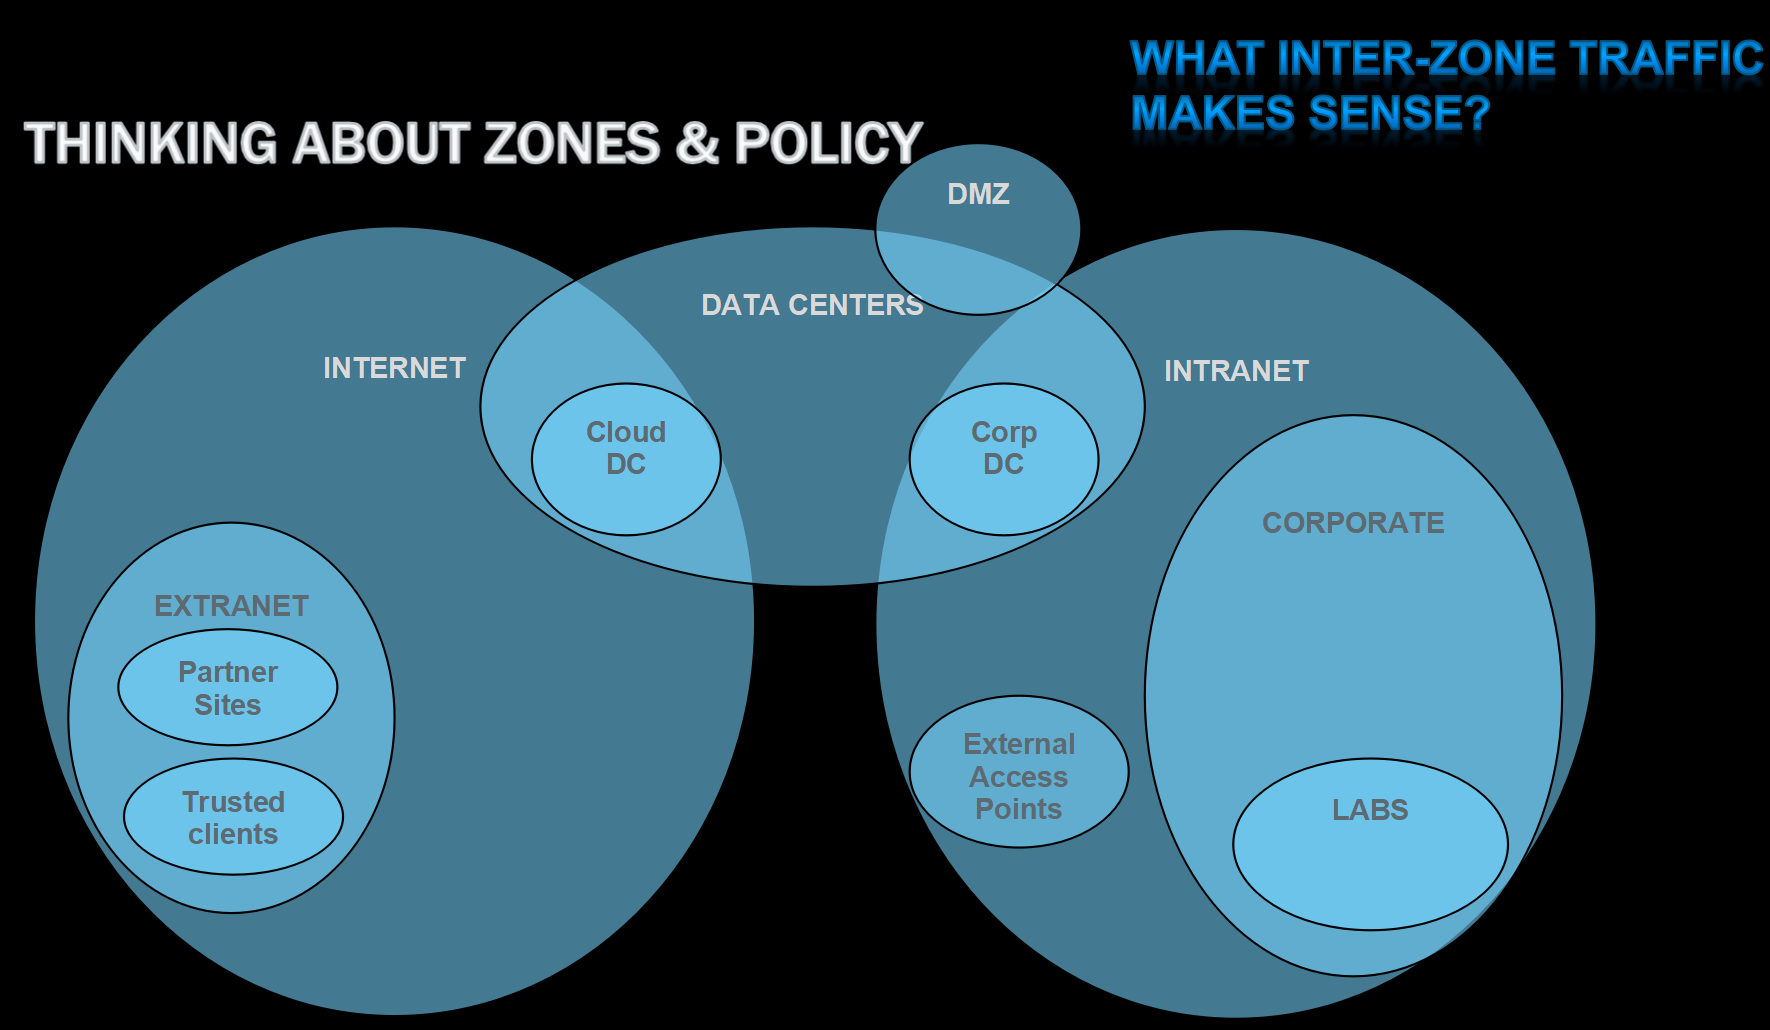 WHAT INTER-ZONE TRAFFIC
MAKES SENSE?
THINKING ABOUT ZONES & POLICY
DMZ
DATA CENTERS
INTERNET
INTRANET
Cloud
DC
Corp
DC
CORPORATE
EXTRANET
Partner
Sites
Trusted
clients
External
Access
Points
LABS